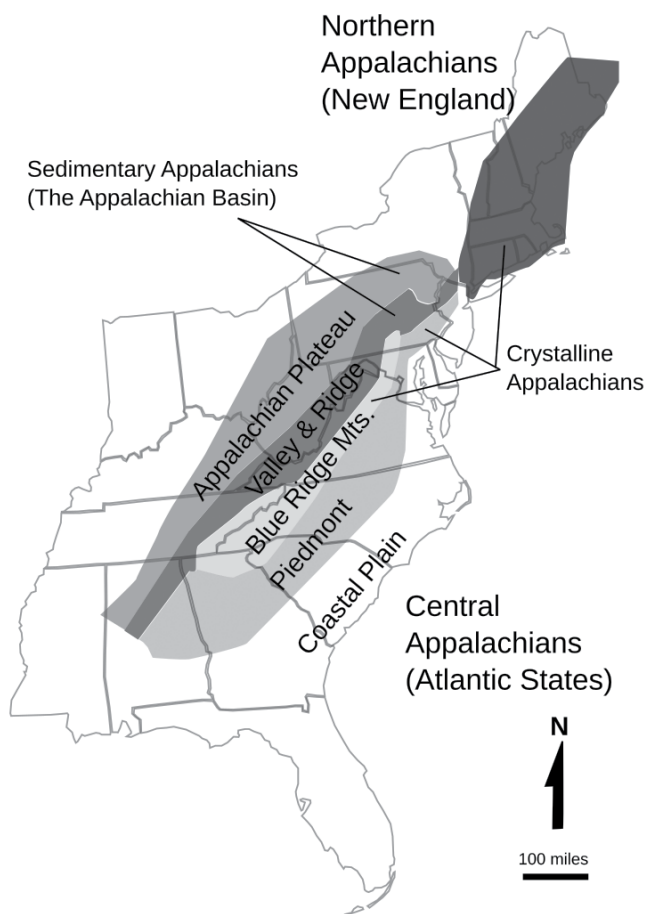 Northern
Appalachians
(New England)
Sedimentary Appalachians
(The Appalachian Basin)
Crystalline
Appalachians
Appalachian Plateau
Valley & Ridge
Blue Ridge Mts.
Piedmont
Coastal Plain
Central
Appalachians
(Atlantic States)
N
100 miles